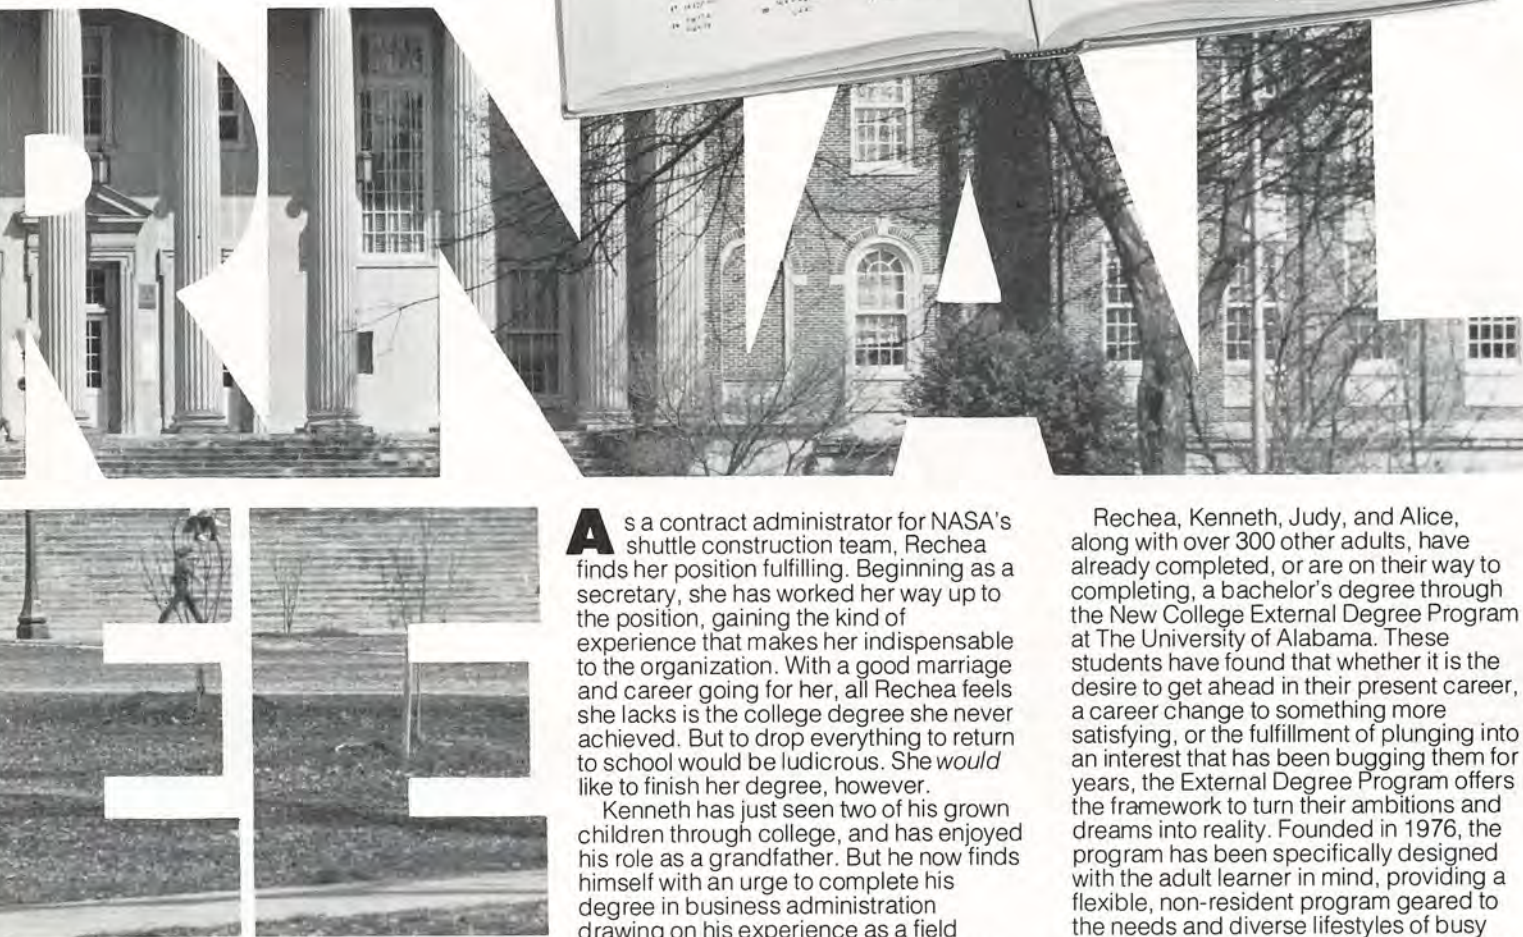 RNAL
EE
As a contract administrator for NASA's
shuttle construction team, Rechea
finds her position fulfilling. Beginning as a
secretary, she has worked her way up to
the position, gaining the kind of
experience that makes her indispensable
to the organization. With a good marriage
and career going for her, all Rechea feels
she lacks is the college degree she never
achieved. But to drop everything to return
to school would be ludicrous. She would
like to finish her degree, however.
Kenneth has just seen two of his grown
children through college, and has enjoyed
his role as a grandfather. But he now finds
himself with an urge to complete his
degree in business administration
drawing on his experience as a field
Rechea, Kenneth, Judy, and Alice,
along with over 300 other adults, have
already completed, or are on their way to
completing, a bachelor's degree through
the New College External Degree Program
at The University of Alabama. These
students have found that whether it is the
desire to get ahead in their present career,
a career change to something more
satisfying, or the fulfillment of plunging into
an interest that has been bugging them for
years, the External Degree Program offers
the framework to turn their ambitions and
dreams into reality. Founded in 1976, the
program has been specifically designed
with the adult learner in mind, providing a
flexible, non-resident program geared to
the needs and diverse lifestyles of busy